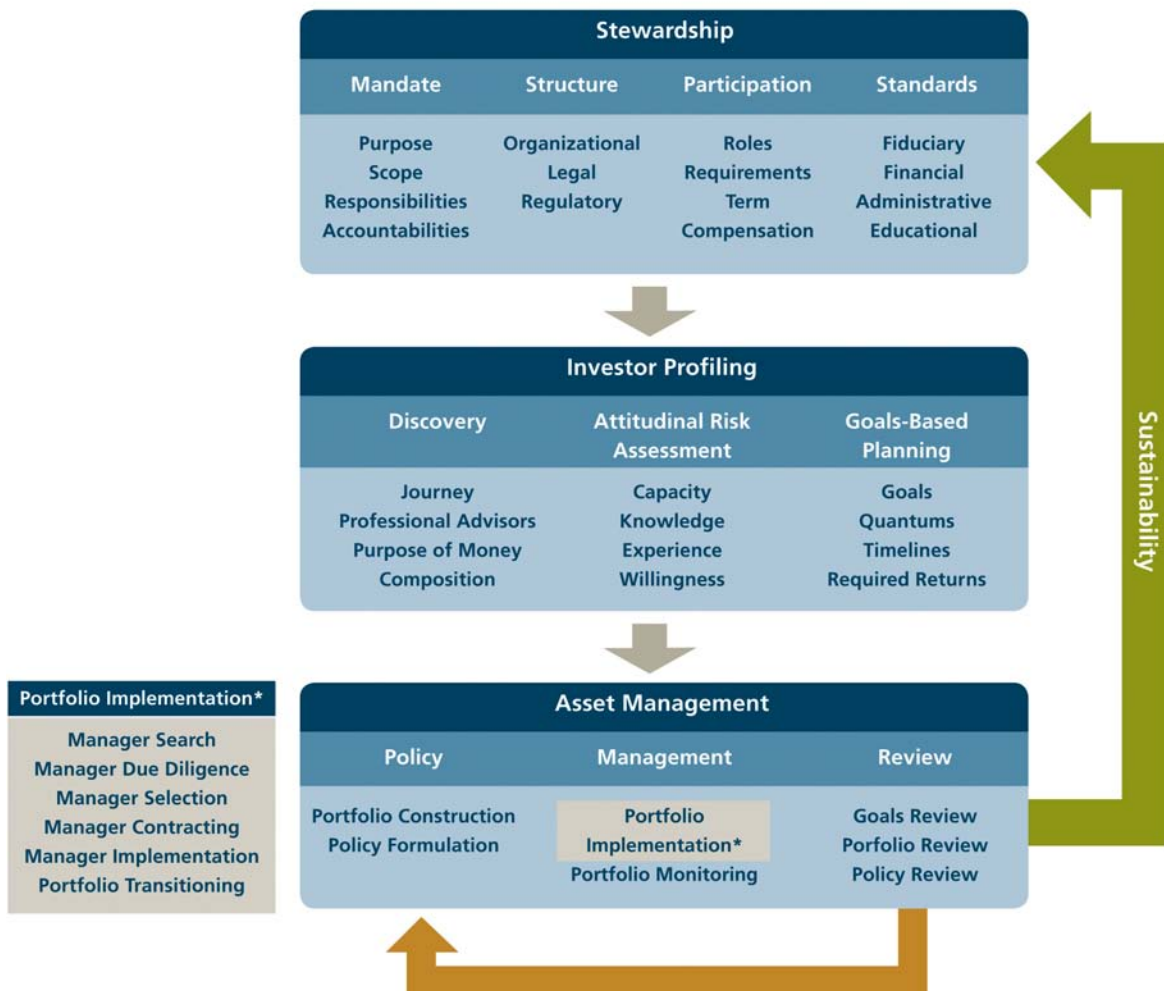 Stewardship
Mandate
Structure
Participation
Standards
Purpose
Scope
Responsibilities
Accountabilities
Organizational
Legal
Regulatory
Roles
Requirements
Term
Compensation
Fiduciary
Financial
Administrative
Educational
Investor Profiling
Discovery
Attitudinal Risk
Assessment
Goals-Based
Planning
Journey
Professional Advisors
Purpose of Money
Composition
Capacity
Knowledge
Experience
Willingness
Goals
Quantums
Timelines
Required Returns
Sustainability
Portfolio Implementation*
Manager Search
Manager Due Diligence
Manager Selection
Manager Contracting
Manager Implementation
Portfolio Transitioning
Asset Management
Policy
Management
Review
Portfolio Construction
Policy Formulation
Portfolio
Implementation*
Portfolio Monitoring
Goals Review
Porfolio Review
Policy Review